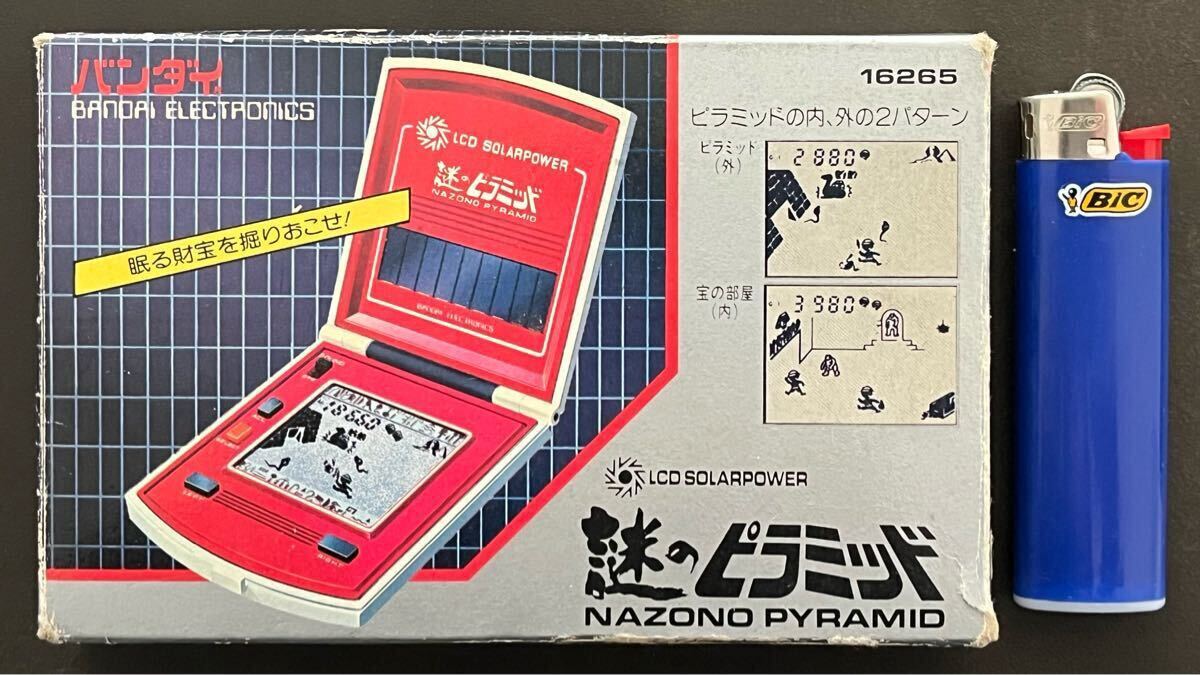 バンダイ
BANDAI ELECTRONICS
眠る財宝を掘りおこせ!
LCD SOLARPOWER
謎のピラミッド
NAZONO PYRAMID
BANDAI ELECTRONICS
18660
RIGHT
16265
ピラミッドの内、外の2パターン
ピラミッド
(外)
2880
宝の部屋
(内)
3980
LCD SOLARPOWER
謎のピラミッド
NAZONO PYRAMID
BiC
BiC